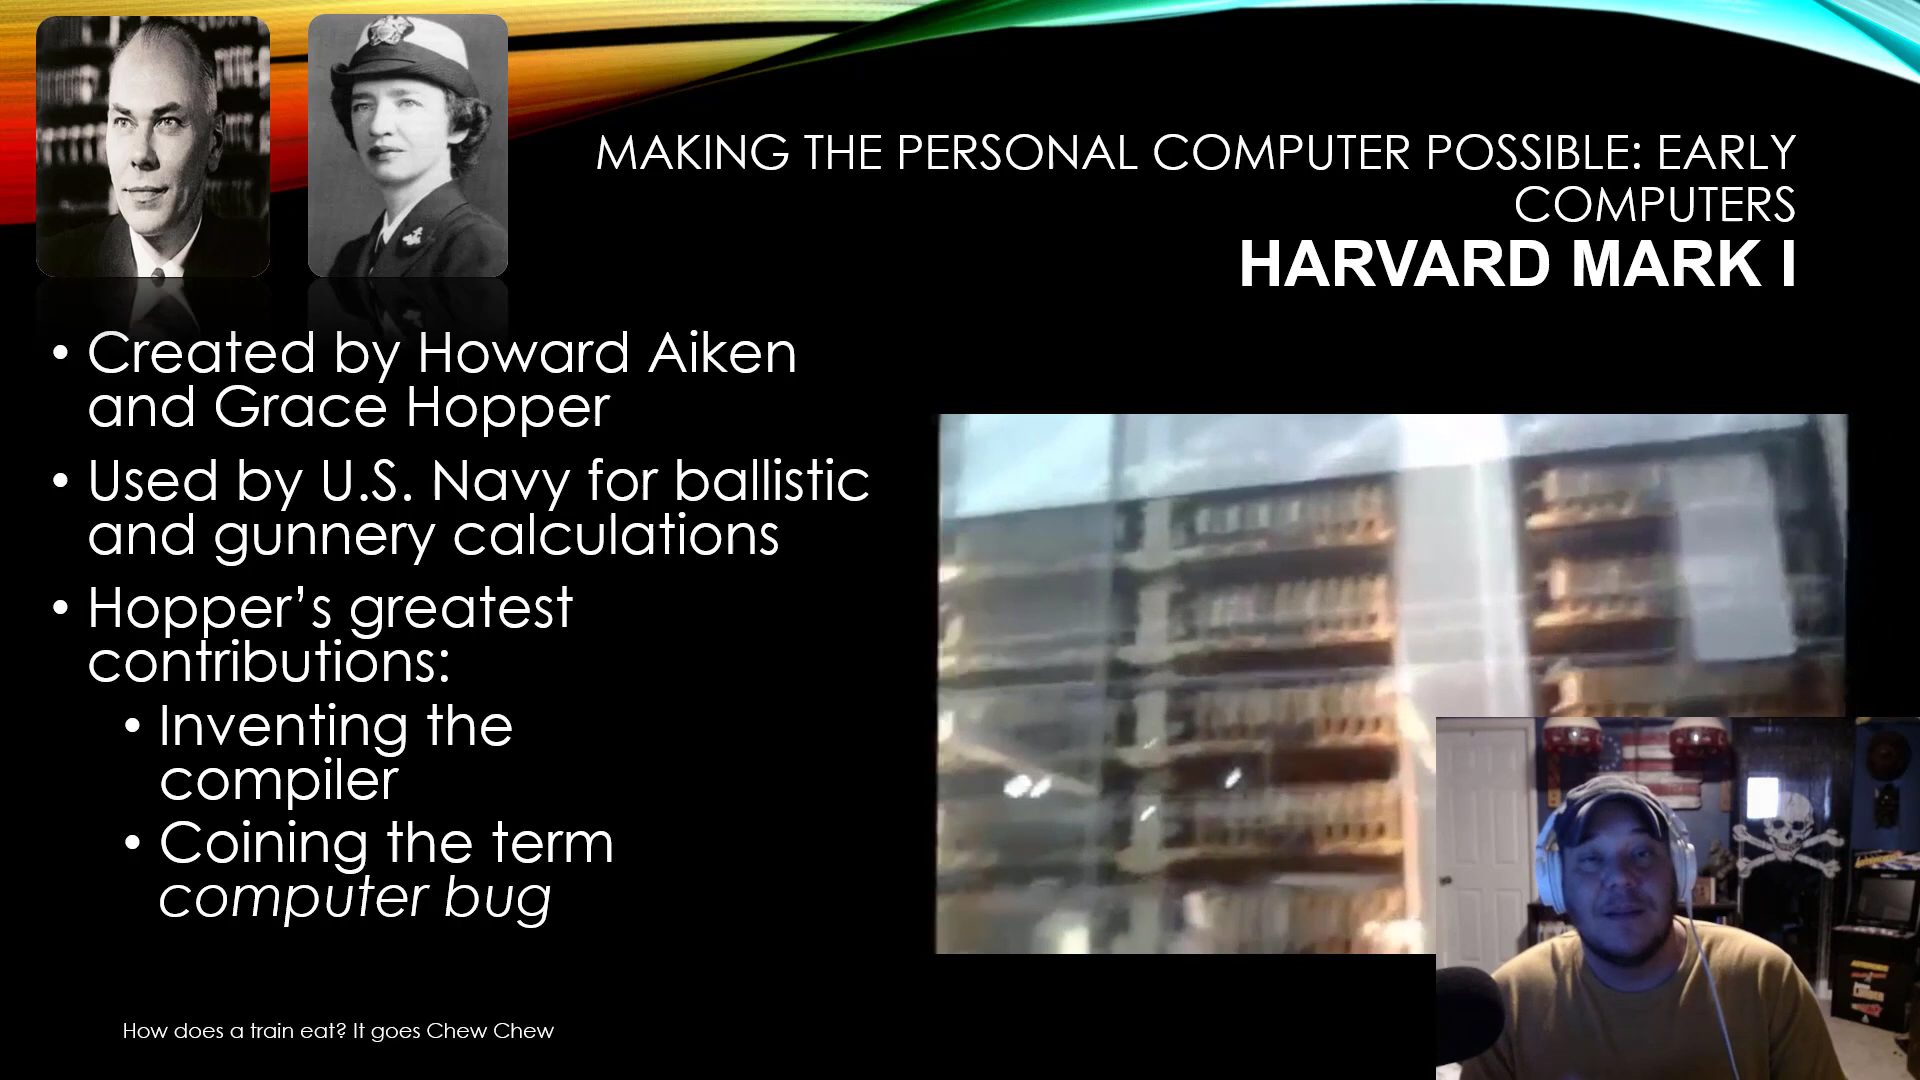 MAKING THE PERSONAL COMPUTER POSSIBLE: EARLY
COMPUTERS
HARVARD MARK I
• Created by Howard Aiken
and Grace Hopper
• Used by U.S. Navy for ballistic
and gunnery calculations
• Hopper’s greatest
contributions:
• Inventing the
compiler
• Coining the term
computer bug
How does a train eat? It goes Chew Chew